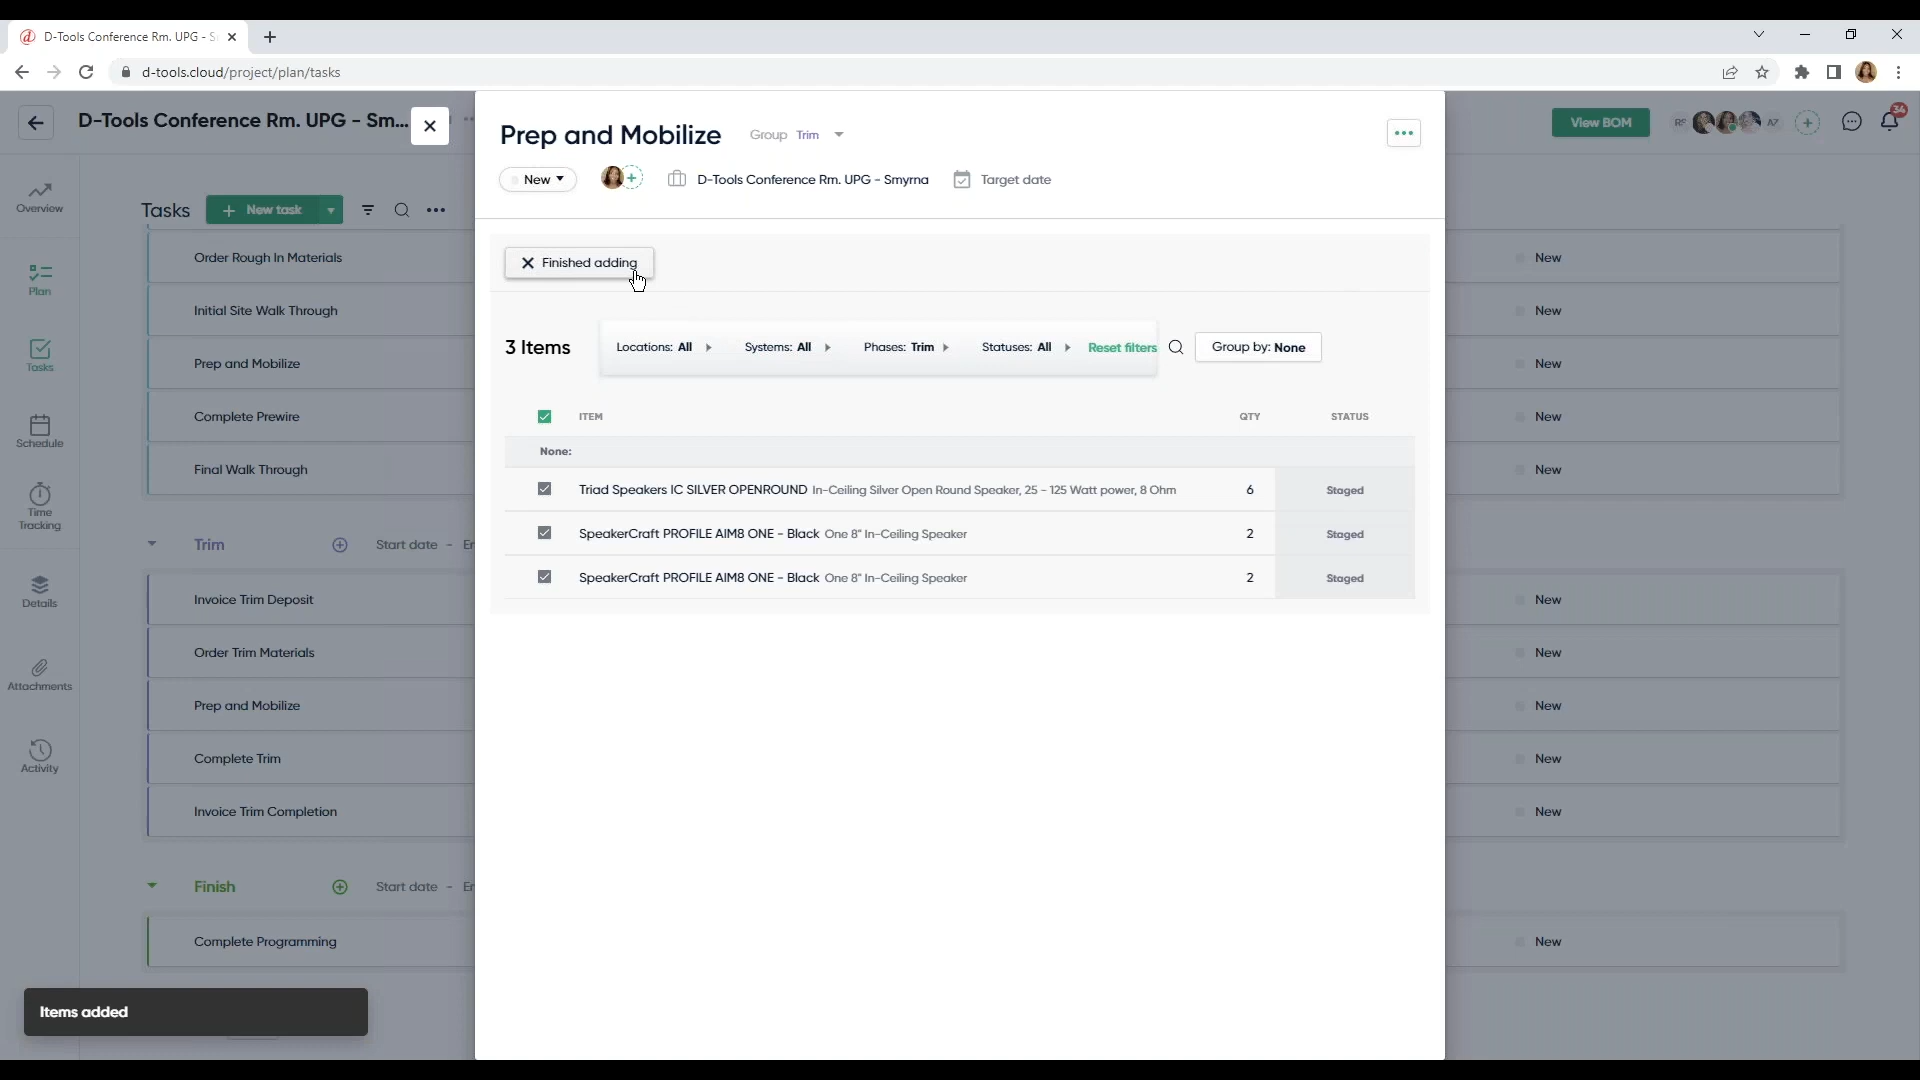 D-Tools Conference Rm. UPG - S
d-tools.cloud/project/plan/tasks
D-Tools Conference Rm. UPG - Sm...
Prep and Mobilize
Group Trim
View BOM
RF
AZ
34
New
D-Tools Conference Rm. UPG - Smyrna
Target date
Overview
Plan
Tasks
Schedule
Time
Tracking
Details
Attachments
Activity
Tasks
New task
Order Rough In Materials
New
Initial Site Walk Through
New
Prep and Mobilize
New
Complete Prewire
New
Final Walk Through
New
Trim
Start date - En
Invoice Trim Deposit
New
Order Trim Materials
New
Prep and Mobilize
New
Complete Trim
New
Invoice Trim Completion
New
Finish
Start date - En
Complete Programming
New
Finished adding
3 Items
Locations: All
Systems: All
Phases: Trim
Statuses: All
Reset filters
Group by: None
ITEM QTY STATUS
None:
Triad Speakers IC SILVER OPENROUND In-Ceiling Silver Open Round Speaker, 25 - 125 Watt power, 8 Ohm 6 Staged
SpeakerCraft PROFILE AIM8 ONE - Black One 8" In-Ceiling Speaker 2 Staged
SpeakerCraft PROFILE AIM8 ONE - Black One 8" In-Ceiling Speaker 2 Staged
Items added